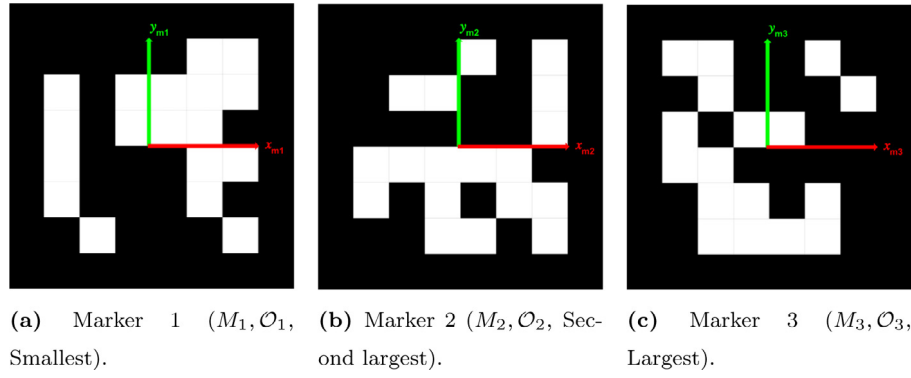 y_m1
x_m1
y_m2
x_m2
y_m3
x_m3
(a) Marker 1 (M_1, O_1,
Smallest).
(b) Marker 2 (M_2, O_2, Sec-
ond largest).
(c) Marker 3 (M_3, O_3,
Largest).